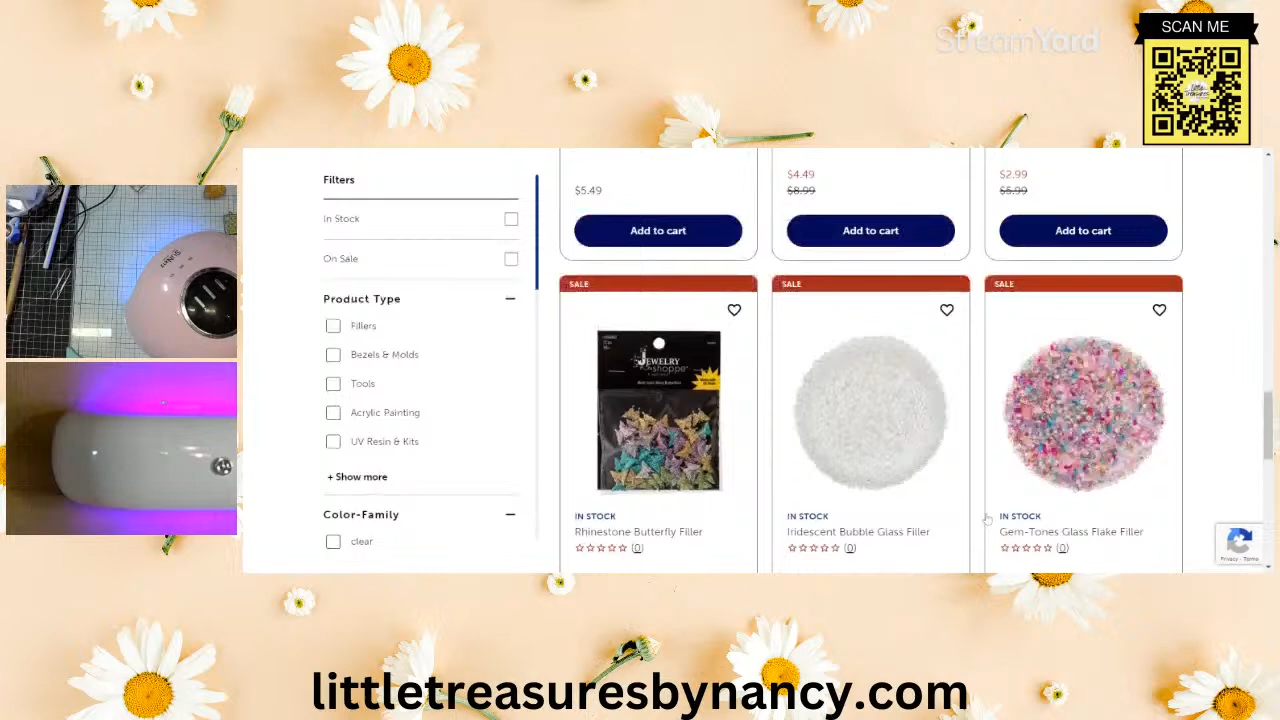 StreamYard
SCAN ME
Filters
In Stock
On Sale
Product Type
Fillers
Bezels & Molds
Tools
Acrylic Painting
UV Resin & Kits
+ Show more
Color-Family
clear
$5.49
$4.49
$8.99
$2.99
$5.99
Add to cart
Add to cart
Add to cart
SALE
SALE
SALE
JEWELRY
shoppe
IN STOCK
Rhinestone Butterfly Filler
(0)
IN STOCK
Iridescent Bubble Glass Filler
(0)
IN STOCK
Gem-Tones Glass Flake Filler
(0)
Privacy - Terms
littletreasuresbynancy.com